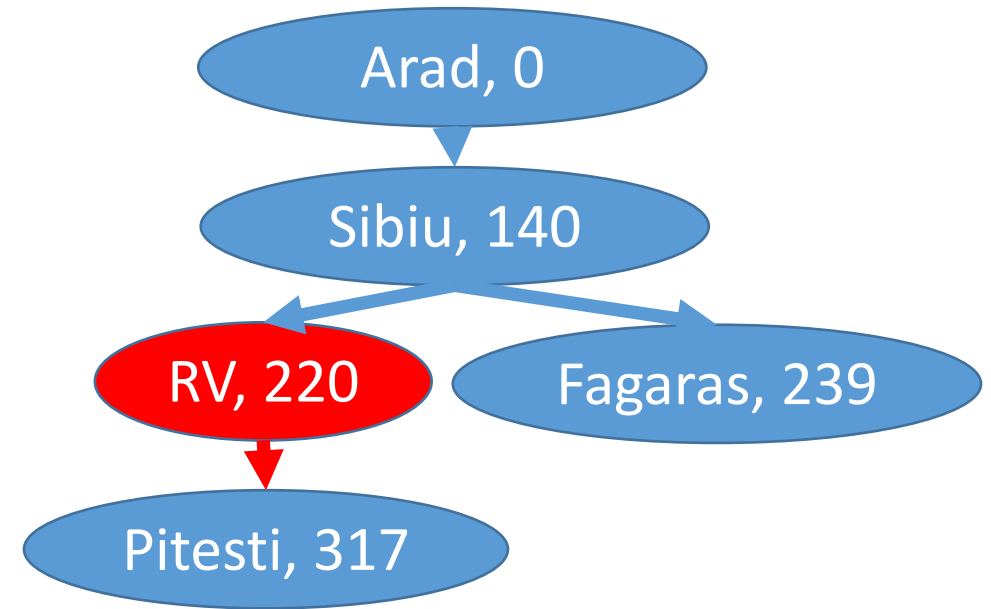 Arad, 0
Sibiu, 140
RV, 220
Fagaras, 239
Pitesti, 317